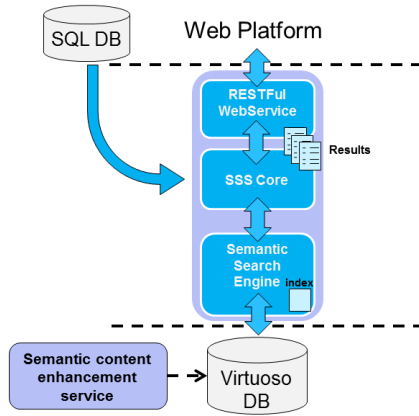 Web Platform
SQL DB
RESTFul
WebService
Results
SSS Core
Semantic
Search
Engine
index
Semantic content
enhancement
service
Virtuoso
DB